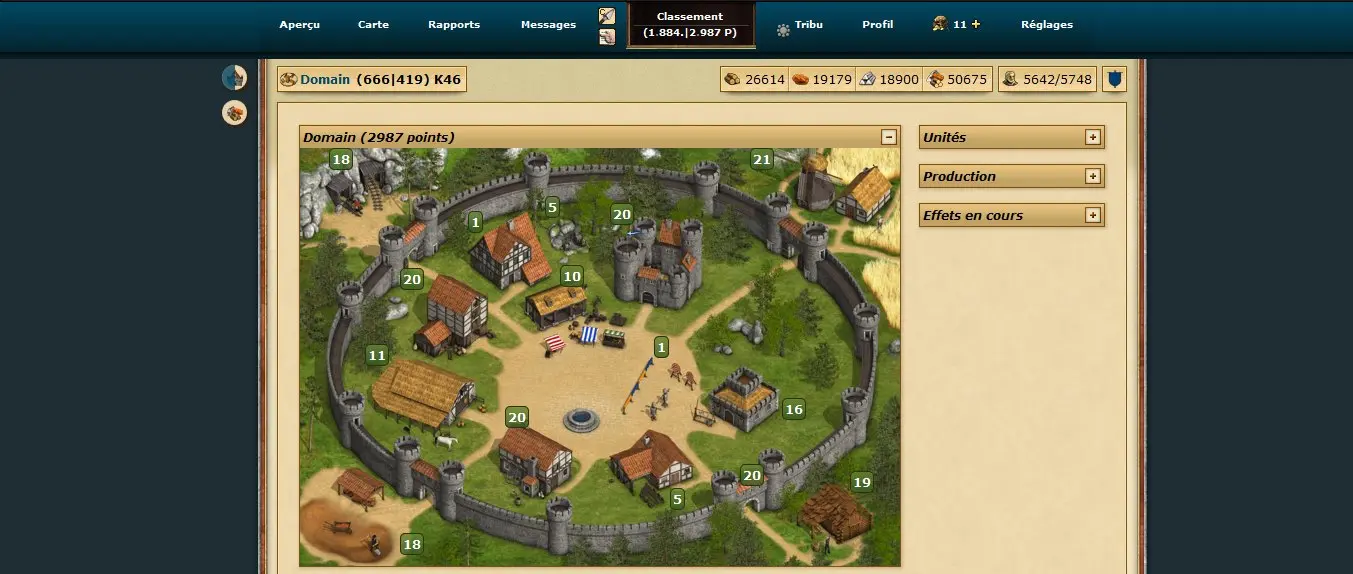 Aperçu
Carte
Rapports
Messages
Classement
(1.884.|2.987 P)
Tribu
Profil
11
Réglages
Domain (666|419) K46
26614
19179
18900
50675
5642/5748
Domain (2987 points)
Unités
Production
Effets en cours
18
21
1
5
20
20
10
11
1
20
16
20
5
19
18